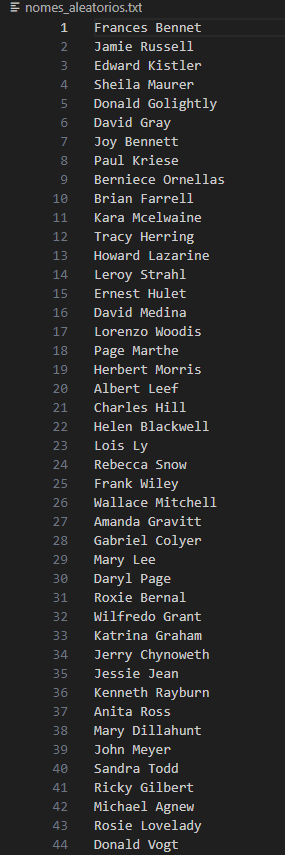 nomes_aleatorios.txt
1 Frances Bennet
2 Jamie Russell
3 Edward Kistler
4 Sheila Maurer
5 Donald Golightly
6 David Gray
7 Joy Bennett
8 Paul Kriese
9 Berniece Ornellas
10 Brian Farrell
11 Kara Mcelwaine
12 Tracy Herring
13 Howard Lazarine
14 Leroy Strahl
15 Ernest Hulet
16 David Medina
17 Lorenzo Woodis
18 Page Marthe
19 Herbert Morris
20 Albert Leef
21 Charles Hill
22 Helen Blackwell
23 Lois Ly
24 Rebecca Snow
25 Frank Wiley
26 Wallace Mitchell
27 Amanda Gravitt
28 Gabriel Colyer
29 Mary Lee
30 Daryl Page
31 Roxie Bernal
32 Wilfredo Grant
33 Katrina Graham
34 Jerry Chynoweth
35 Jessie Jean
36 Kenneth Rayburn
37 Anita Ross
38 Mary Dillahunt
39 John Meyer
40 Sandra Todd
41 Ricky Gilbert
42 Michael Agnew
43 Rosie Lovelady
44 Donald Vogt